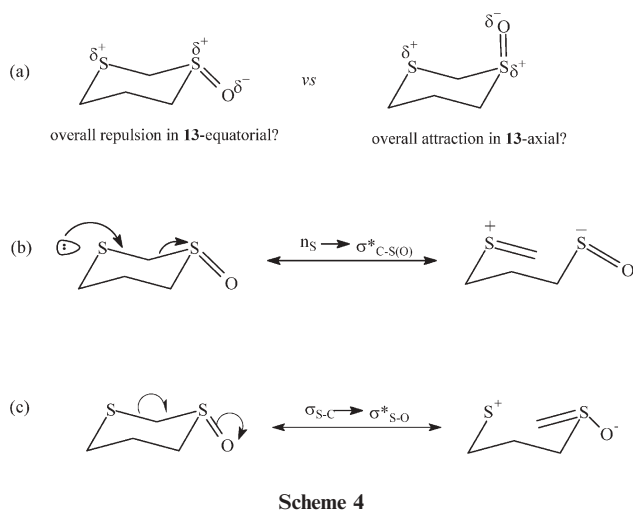 (a)
δ+
S
δ+
S
Oδ−
vs
δ−
O
δ+
S
Sδ+
overall repulsion in 13-equatorial?
overall attraction in 13-axial?
(b)
:
S
S
O
nS → σ*C-S(O)
+
S
−
S
O
(c)
S
S
O
σS-C → σ*S-O
S+
S
O-
Scheme 4